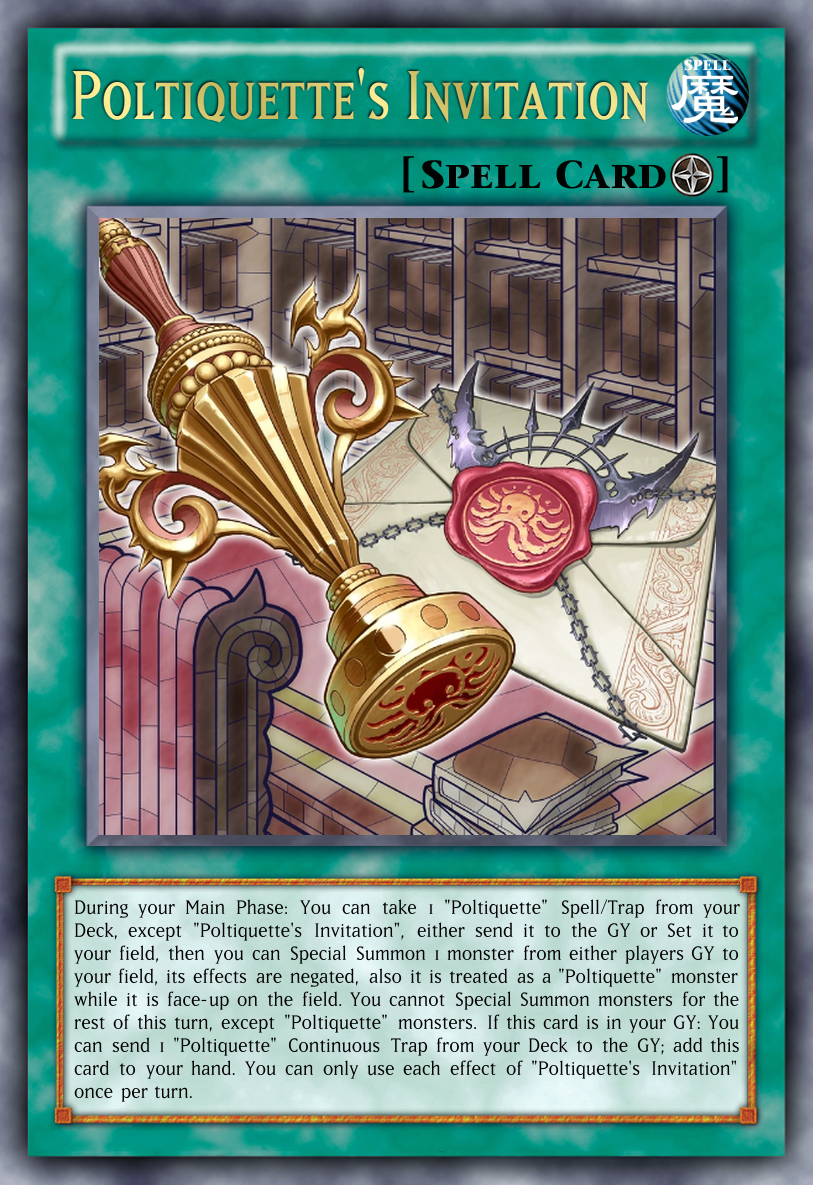 Poltiquette's Invitation
SPELL
魔
[Spell Card]
During your Main Phase: You can take 1 "Poltiquette" Spell/Trap from your
Deck, except "Poltiquette's Invitation", either send it to the GY or Set it to
your field, then you can Special Summon 1 monster from either players GY to
your field, its effects are negated, also it is treated as a "Poltiquette" monster
while it is face-up on the field. You cannot Special Summon monsters for the
rest of this turn, except "Poltiquette" monsters. If this card is in your GY: You
can send 1 "Poltiquette" Continuous Trap from your Deck to the GY; add this
card to your hand. You can only use each effect of "Poltiquette's Invitation"
once per turn.